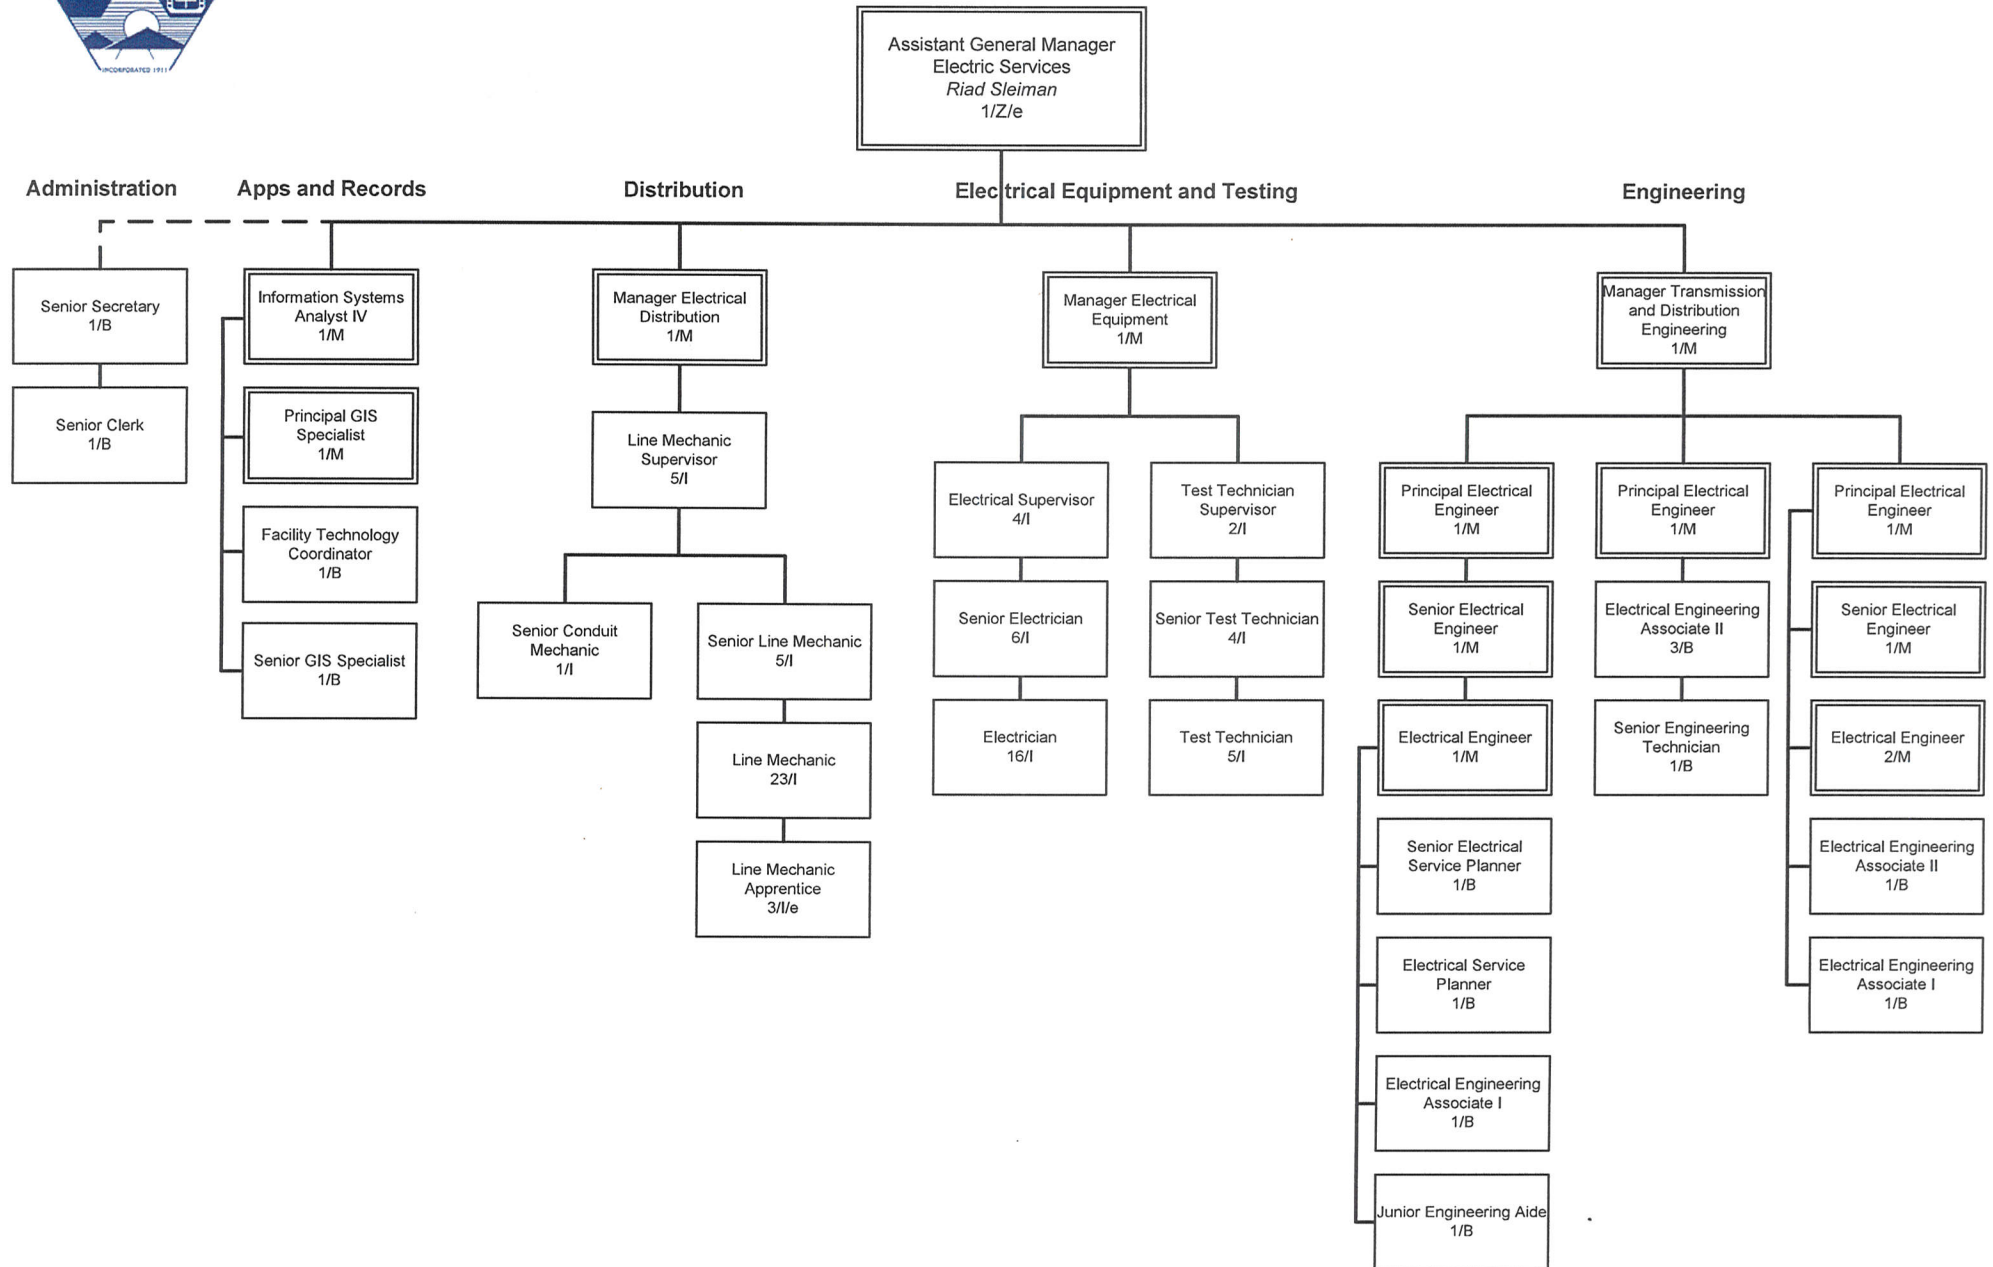 INCORPORATED 1911
Assistant General Manager
Electric Services
Riad Sleiman
1/Z/e
Administration
Apps and Records
Distribution
Electrical Equipment and Testing
Engineering
Senior Secretary
1/B
Senior Clerk
1/B
Information Systems
Analyst IV
1/M
Principal GIS
Specialist
1/M
Facility Technology
Coordinator
1/B
Senior GIS Specialist
1/B
Manager Electrical
Distribution
1/M
Line Mechanic
Supervisor
5/I
Senior Conduit
Mechanic
1/I
Senior Line Mechanic
5/I
Line Mechanic
23/I
Line Mechanic
Apprentice
3/I/e
Manager Electrical
Equipment
1/M
Electrical Supervisor
4/I
Senior Electrician
6/I
Electrician
16/I
Test Technician
Supervisor
2/I
Senior Test Technician
4/I
Test Technician
5/I
Manager Transmission
and Distribution
Engineering
1/M
Principal Electrical
Engineer
1/M
Senior Electrical
Engineer
1/M
Electrical Engineer
1/M
Senior Electrical
Service Planner
1/B
Electrical Service
Planner
1/B
Electrical Engineering
Associate I
1/B
Junior Engineering Aide
1/B
Principal Electrical
Engineer
1/M
Electrical Engineering
Associate II
3/B
Senior Engineering
Technician
1/B
Principal Electrical
Engineer
1/M
Senior Electrical
Engineer
1/M
Electrical Engineer
2/M
Electrical Engineering
Associate II
1/B
Electrical Engineering
Associate I
1/B